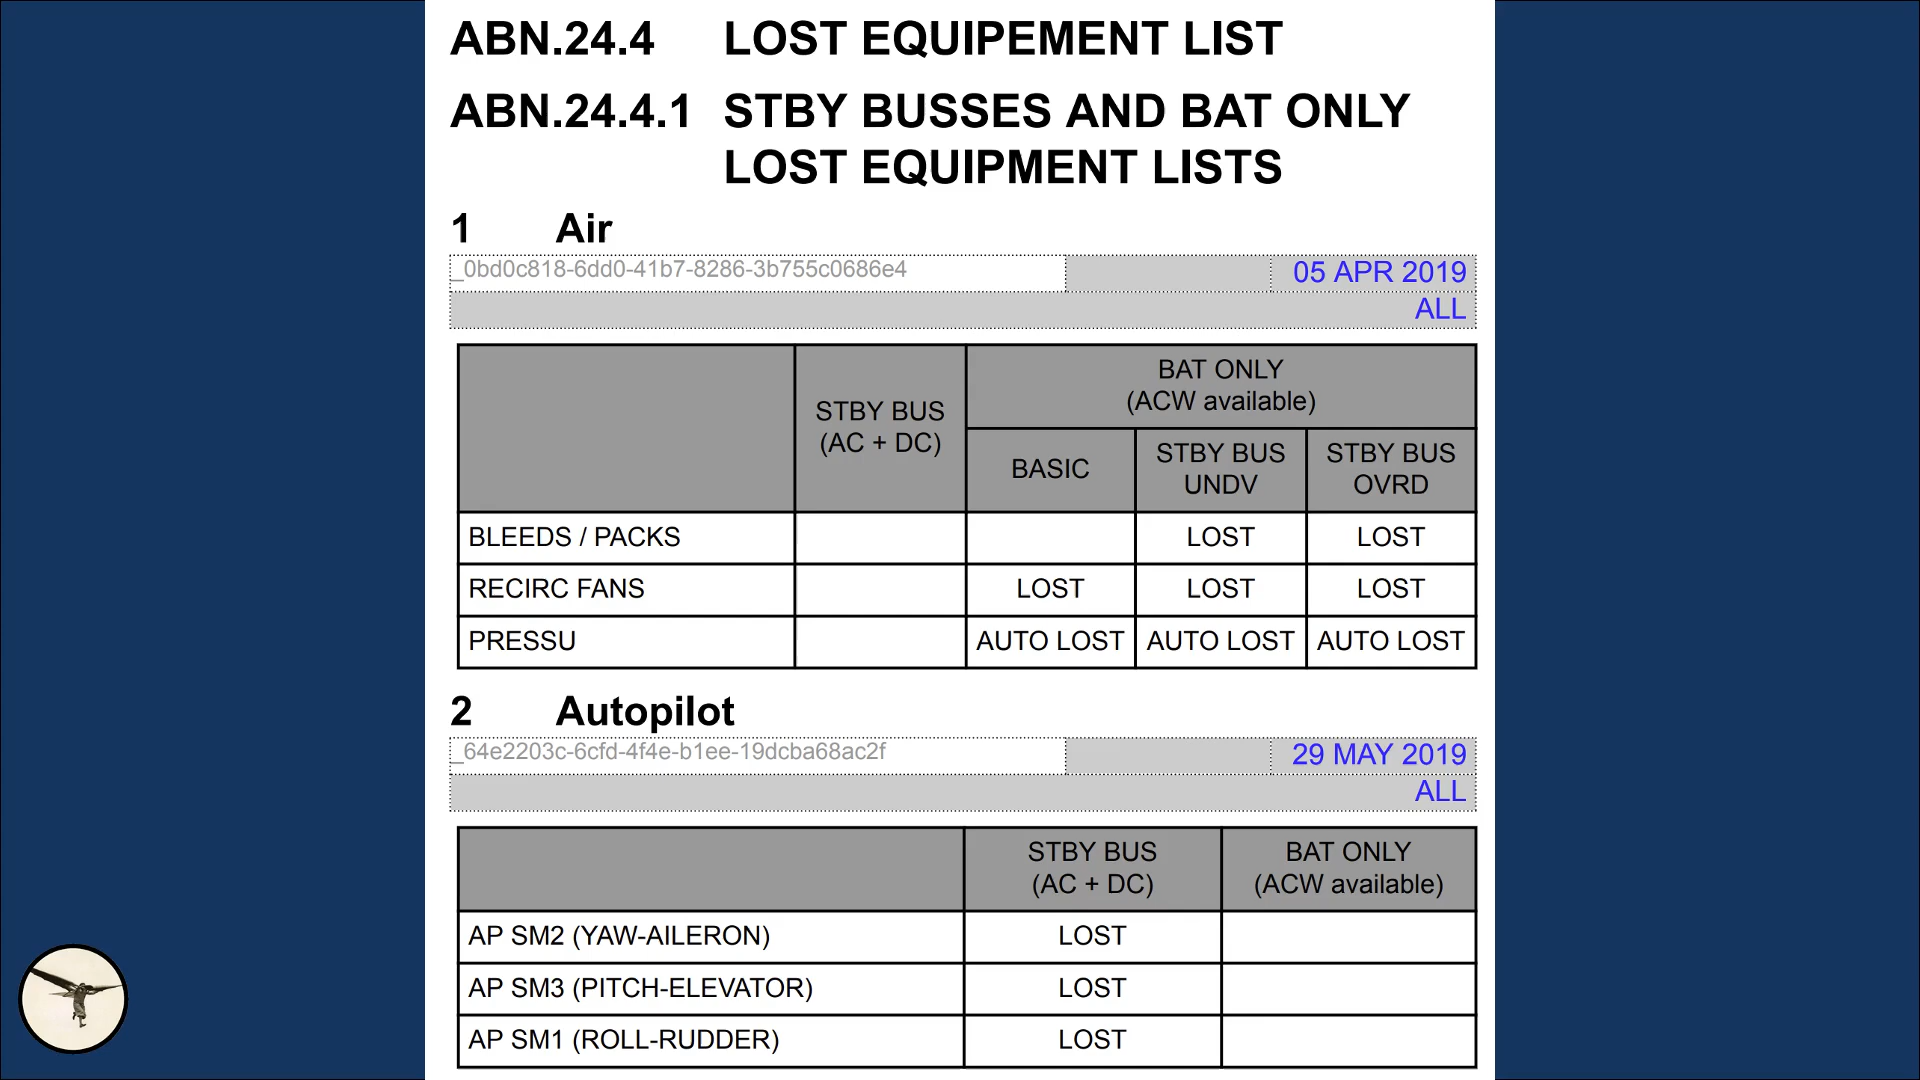 ABN.24.4 LOST EQUIPEMENT LIST
ABN.24.4.1 STBY BUSSES AND BAT ONLY
LOST EQUIPMENT LISTS
1 Air
_0bd0c818-6dd0-41b7-8286-3b755c0686e4 05 APR 2019
ALL
STBY BUS
(AC + DC)
BAT ONLY
(ACW available)
BASIC
STBY BUS
UNDV
STBY BUS
OVRD
BLEEDS / PACKS LOST LOST
RECIRC FANS LOST LOST LOST
PRESSU AUTO LOST AUTO LOST AUTO LOST
2 Autopilot
_64e2203c-6cfd-4f4e-b1ee-19dcba68ac2f 29 MAY 2019
ALL
STBY BUS
(AC + DC)
BAT ONLY
(ACW available)
AP SM2 (YAW-AILERON) LOST
AP SM3 (PITCH-ELEVATOR) LOST
AP SM1 (ROLL-RUDDER) LOST